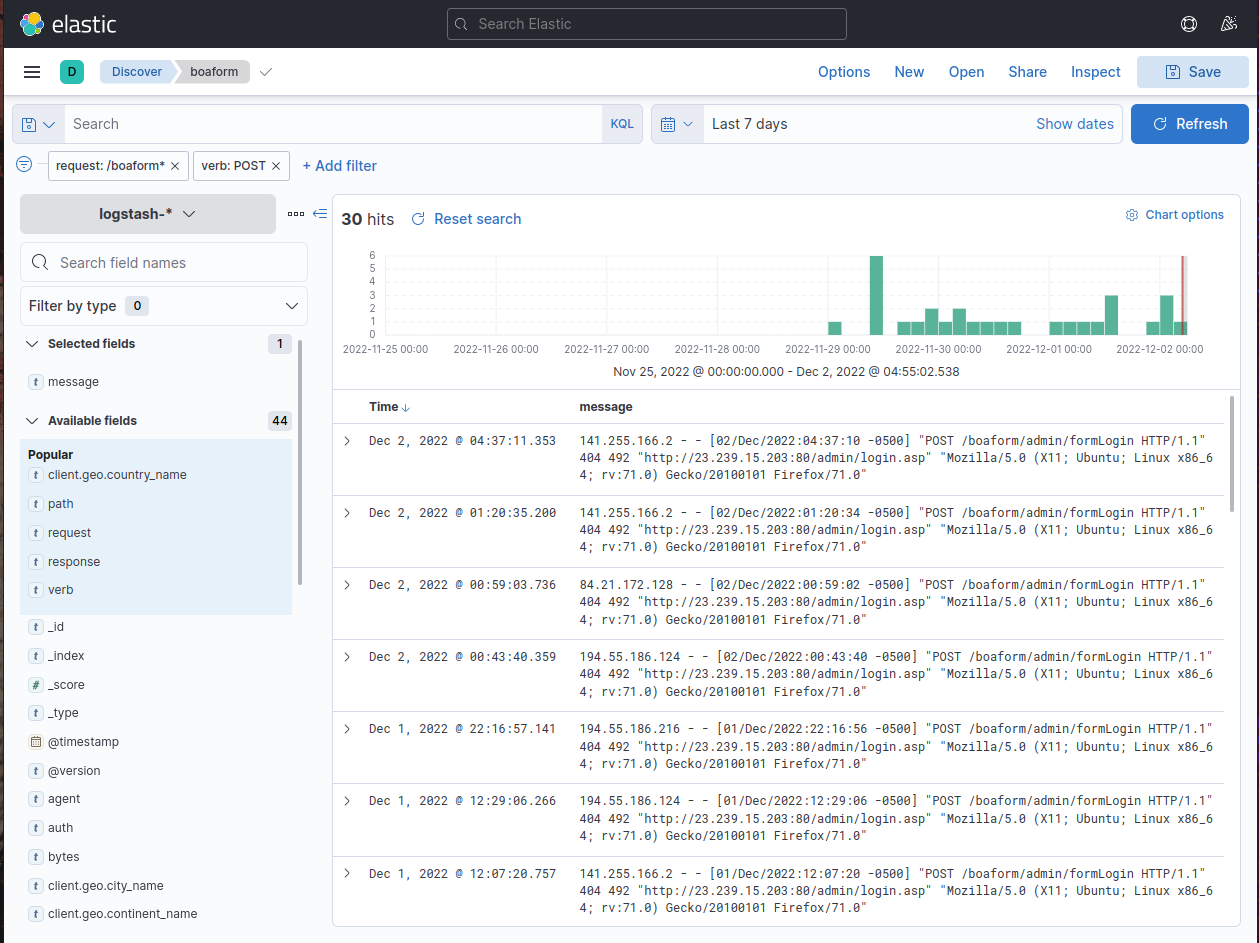 elastic
Search Elastic
D Discover boaform Options New Open Share Inspect Save
Search KQL Last 7 days Show dates Refresh
request: /boaform* × verb: POST × + Add filter
logstash-*
Search field names
Filter by type 0
Selected fields 1
t message
Available fields 44
Popular
t client.geo.country_name
t path
t request
t response
t verb
t _id
t _index
# _score
t _type
@timestamp
t @version
t agent
t auth
t bytes
t client.geo.city_name
t client.geo.continent_name
30 hits Reset search Chart options
6
5
4
3
2
1
0
2022-11-25 00:00 2022-11-26 00:00 2022-11-27 00:00 2022-11-28 00:00 2022-11-29 00:00 2022-11-30 00:00 2022-12-01 00:00 2022-12-02 00:00
Nov 25, 2022 @ 00:00:00.000 - Dec 2, 2022 @ 04:55:02.538
Time message
Dec 2, 2022 @ 04:37:11.353 141.255.166.2 - - [02/Dec/2022:04:37:10 -0500] "POST /boaform/admin/formLogin HTTP/1.1"
404 492 "http://23.239.15.203:80/admin/login.asp" "Mozilla/5.0 (X11; Ubuntu; Linux x86_6
4; rv:71.0) Gecko/20100101 Firefox/71.0"
Dec 2, 2022 @ 01:20:35.200 141.255.166.2 - - [02/Dec/2022:01:20:34 -0500] "POST /boaform/admin/formLogin HTTP/1.1"
404 492 "http://23.239.15.203:80/admin/login.asp" "Mozilla/5.0 (X11; Ubuntu; Linux x86_6
4; rv:71.0) Gecko/20100101 Firefox/71.0"
Dec 2, 2022 @ 00:59:03.736 84.21.172.128 - - [02/Dec/2022:00:59:02 -0500] "POST /boaform/admin/formLogin HTTP/1.1"
404 492 "http://23.239.15.203:80/admin/login.asp" "Mozilla/5.0 (X11; Ubuntu; Linux x86_6
4; rv:71.0) Gecko/20100101 Firefox/71.0"
Dec 2, 2022 @ 00:43:40.359 194.55.186.124 - - [02/Dec/2022:00:43:40 -0500] "POST /boaform/admin/formLogin HTTP/1.1"
404 492 "http://23.239.15.203:80/admin/login.asp" "Mozilla/5.0 (X11; Ubuntu; Linux x86_6
4; rv:71.0) Gecko/20100101 Firefox/71.0"
Dec 1, 2022 @ 22:16:57.141 194.55.186.216 - - [01/Dec/2022:22:16:56 -0500] "POST /boaform/admin/formLogin HTTP/1.1"
404 492 "http://23.239.15.203:80/admin/login.asp" "Mozilla/5.0 (X11; Ubuntu; Linux x86_6
4; rv:71.0) Gecko/20100101 Firefox/71.0"
Dec 1, 2022 @ 12:29:06.266 194.55.186.124 - - [01/Dec/2022:12:29:06 -0500] "POST /boaform/admin/formLogin HTTP/1.1"
404 492 "http://23.239.15.203:80/admin/login.asp" "Mozilla/5.0 (X11; Ubuntu; Linux x86_6
4; rv:71.0) Gecko/20100101 Firefox/71.0"
Dec 1, 2022 @ 12:07:20.757 141.255.166.2 - - [01/Dec/2022:12:07:20 -0500] "POST /boaform/admin/formLogin HTTP/1.1"
404 492 "http://23.239.15.203:80/admin/login.asp" "Mozilla/5.0 (X11; Ubuntu; Linux x86_6
4; rv:71.0) Gecko/20100101 Firefox/71.0"